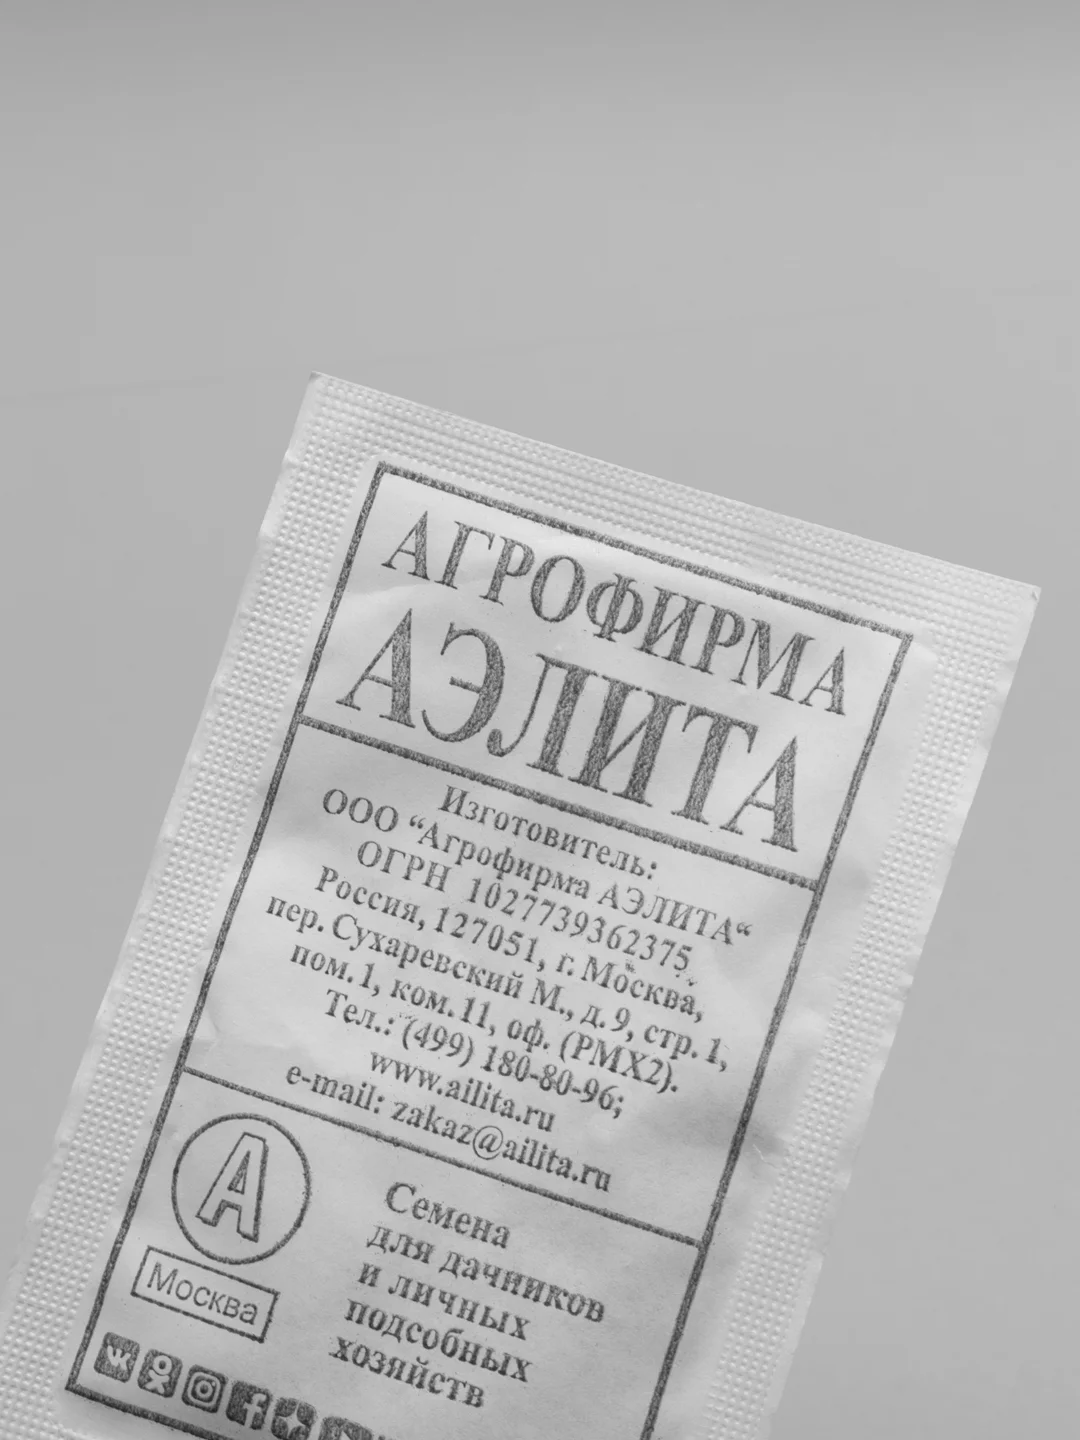 АГРОФИРМА
АЭЛИТА
Изготовитель:
ООО “Агрофирма АЭЛИТА“
ОГРН 1027739362375,
Россия, 127051, г. Москва,
пер. Сухаревский М., д. 9, стр. 1,
пом. 1, ком. 11, оф. (РМХ2).
Тел.: (499) 180-80-96;
www.ailita.ru
e-mail: zakaz@ailita.ru
А
Москва
Семена
для дачников
и личных
подсобных
хозяйств